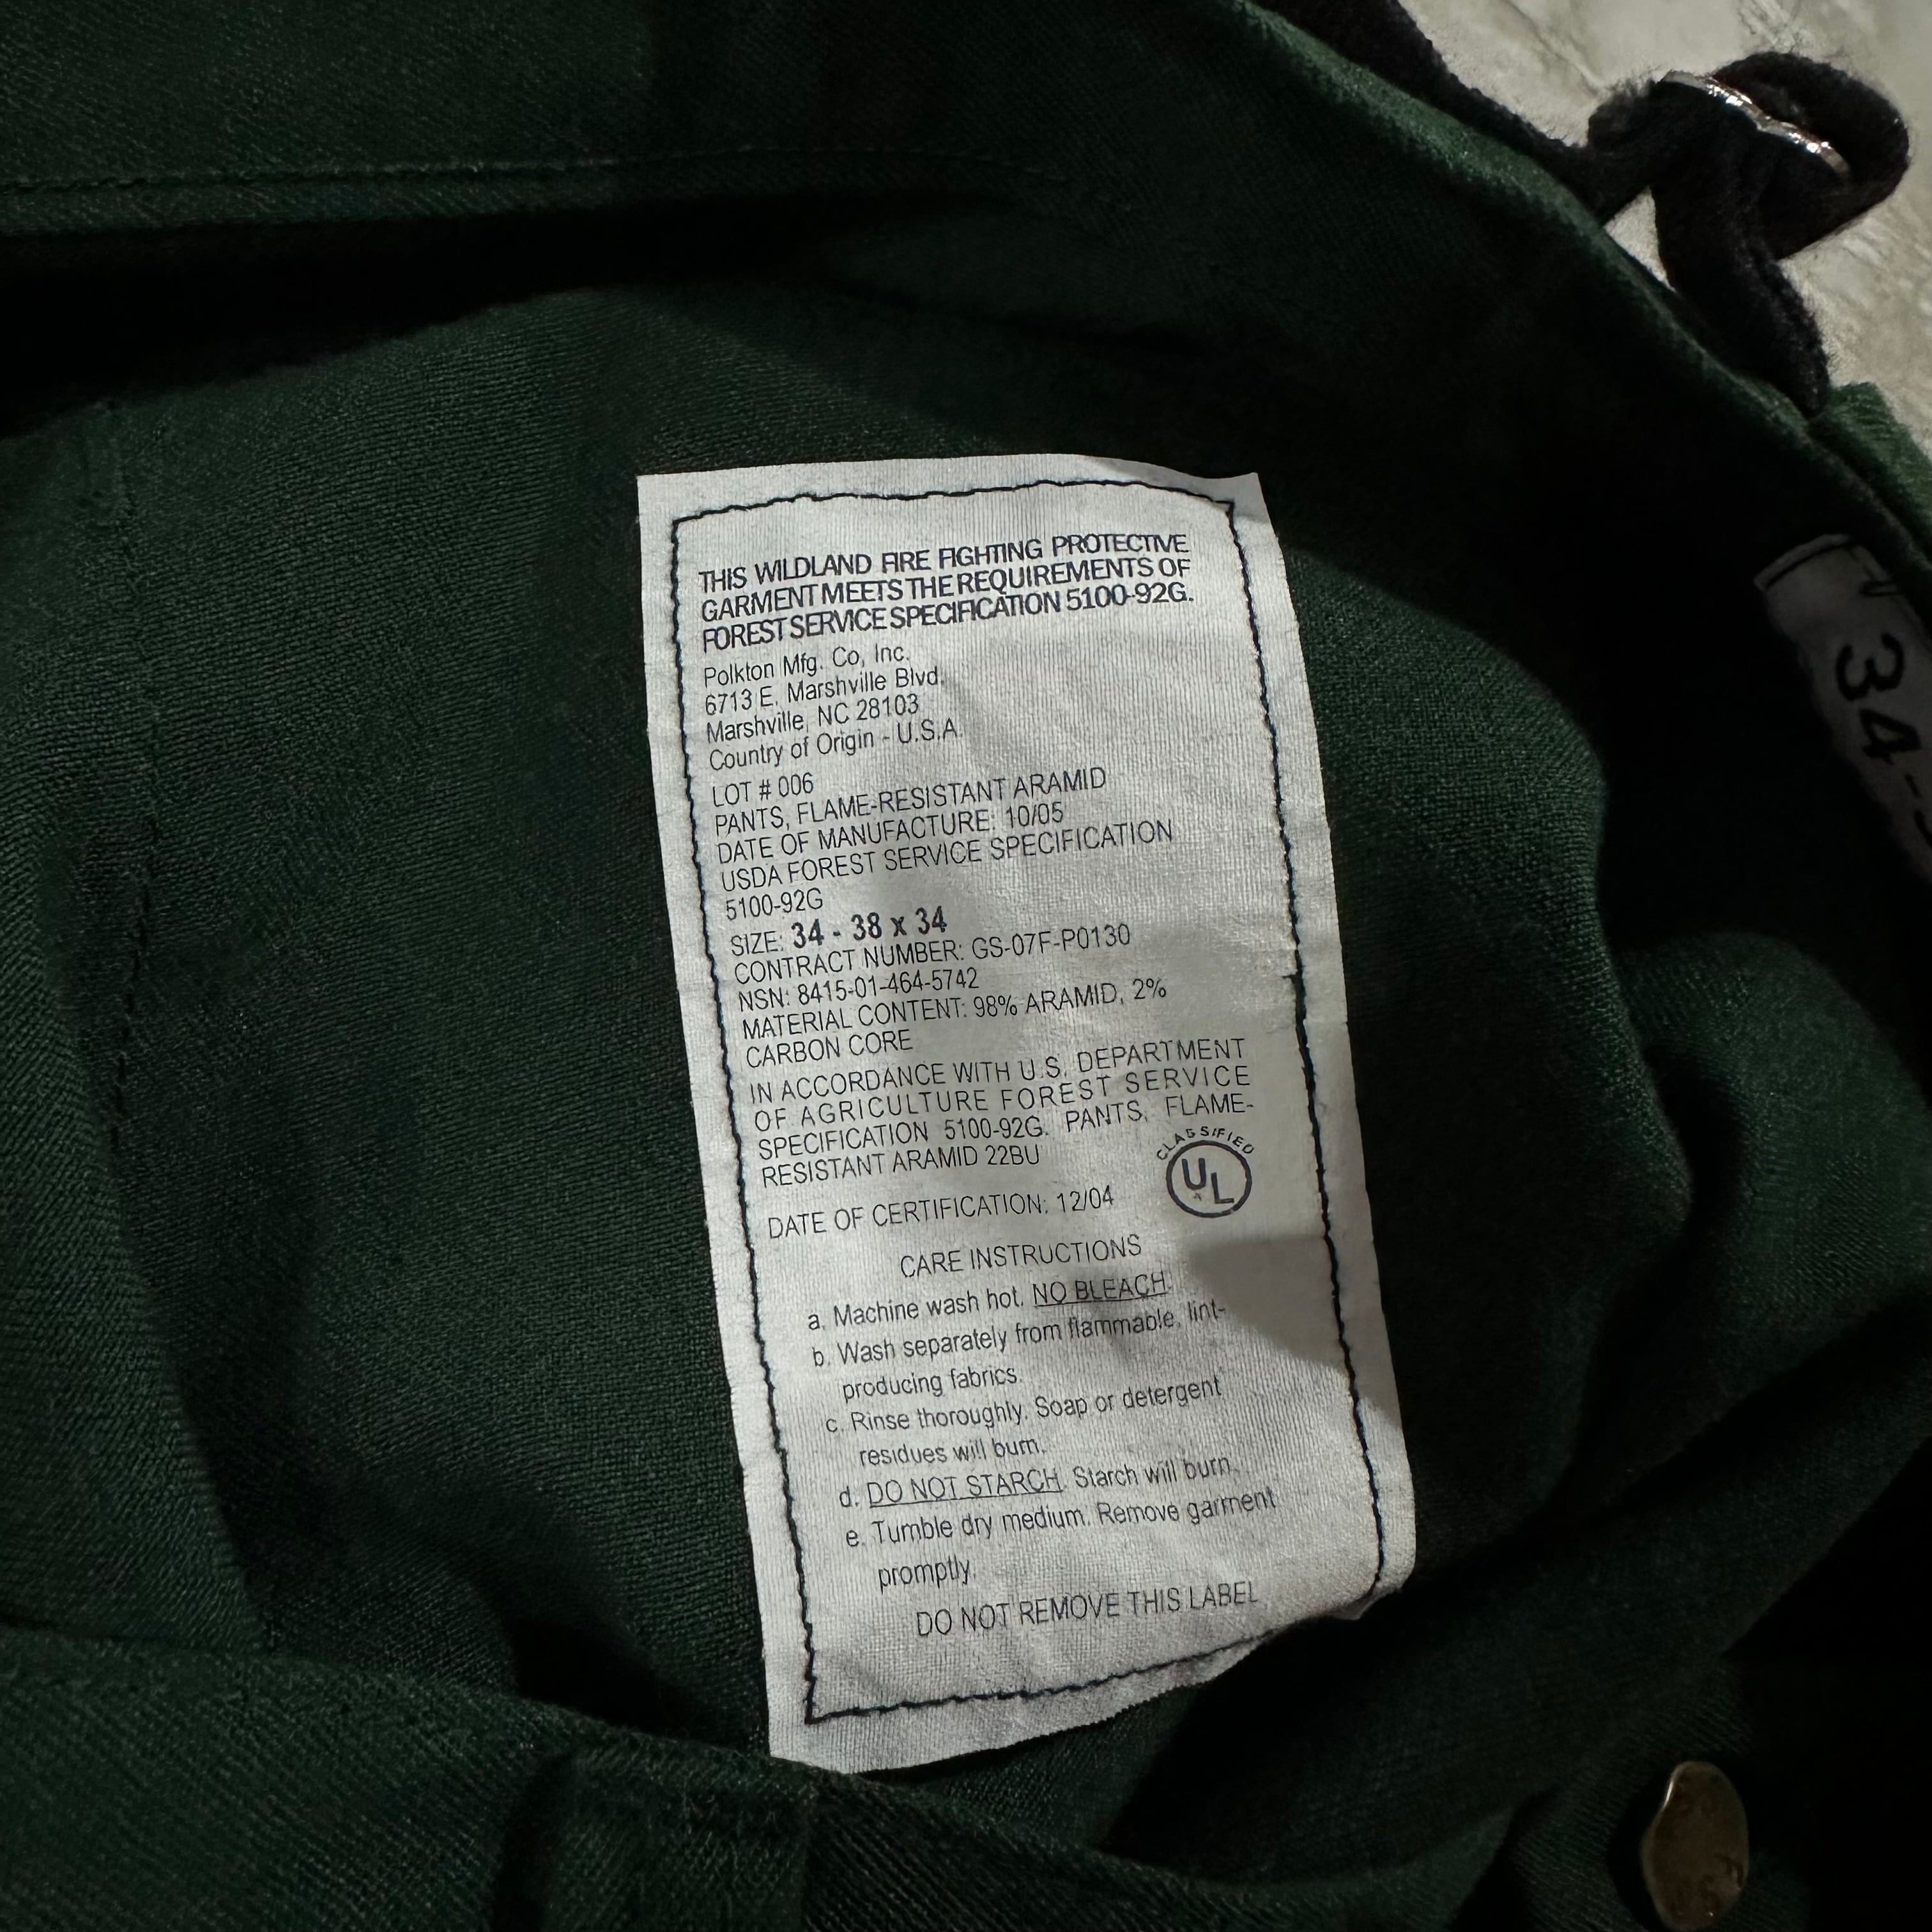 THIS WILDLAND FIRE FIGHTING PROTECTIVE
GARMENT MEETS THE REQUIREMENTS OF
FOREST SERVICE SPECIFICATION 5100-92G.
Polkton Mfg. Co, Inc.
6713 E. Marshville Blvd.
Marshville, NC 28103
Country of Origin - U.S.A.
LOT # 006
PANTS, FLAME-RESISTANT ARAMID
DATE OF MANUFACTURE: 10/05
USDA FOREST SERVICE SPECIFICATION
5100-92G
SIZE: 34 - 38 x 34
CONTRACT NUMBER: GS-07F-P0130
NSN: 8415-01-464-5742
MATERIAL CONTENT: 98% ARAMID, 2%
CARBON CORE
IN ACCORDANCE WITH U.S. DEPARTMENT
OF AGRICULTURE FOREST SERVICE
SPECIFICATION 5100-92G. PANTS, FLAME-
RESISTANT ARAMID 22BU
CLASSIFIED
UL
DATE OF CERTIFICATION: 12/04
CARE INSTRUCTIONS
a. Machine wash hot. NO BLEACH.
b. Wash separately from flammable, lint-
producing fabrics.
c. Rinse thoroughly. Soap or detergent
residues will burn.
d. DO NOT STARCH. Starch will burn.
e. Tumble dry medium. Remove garment
promptly.
DO NOT REMOVE THIS LABEL
34-